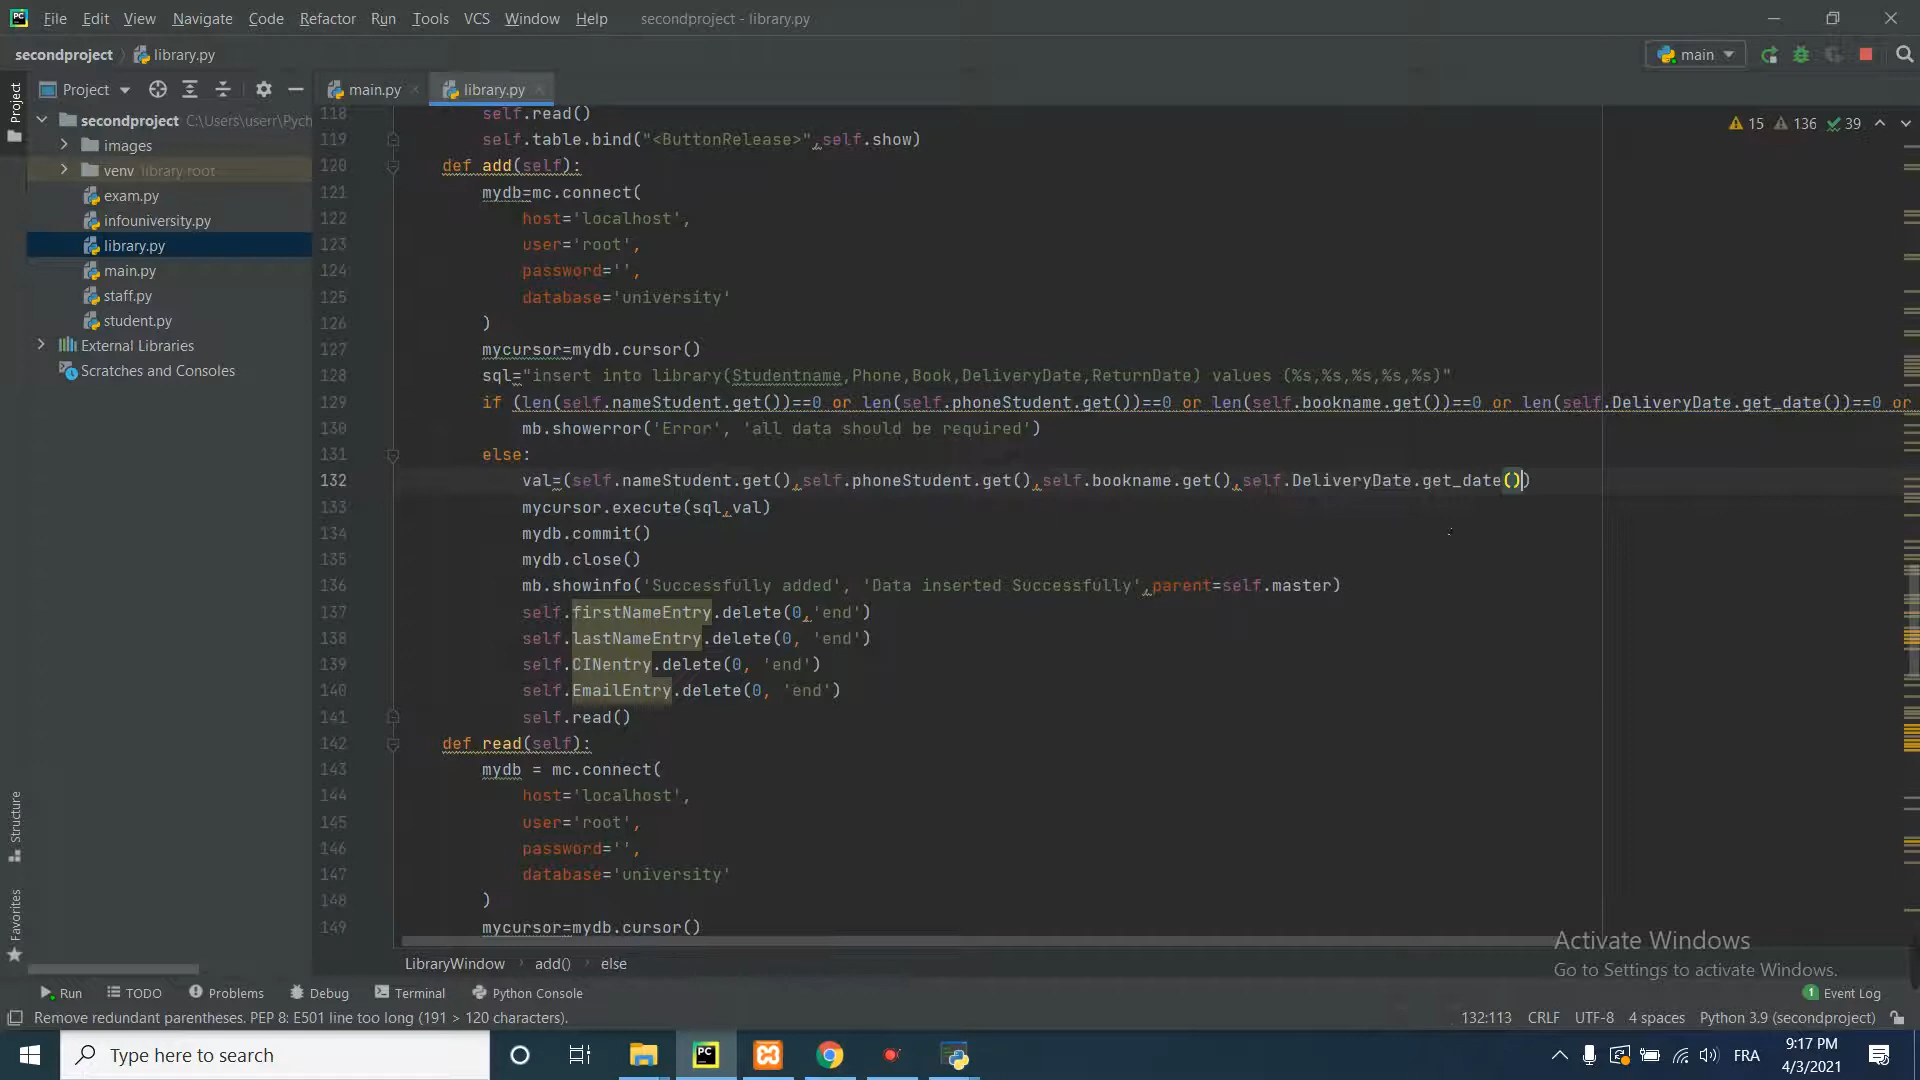 File Edit View Navigate Code Refactor Run Tools VCS Window Help secondproject - library.py
secondproject library.py main
Project
Project main.py library.py
secondproject C:\Users\userr\Pych
images
venv library root
exam.py
infouniversity.py
library.py
main.py
staff.py
student.py
External Libraries
Scratches and Consoles
15 136 39
118 self.read()
119 self.table.bind("<ButtonRelease>",self.show)
120 def add(self):
121 mydb=mc.connect(
122 host='localhost',
123 user='root',
124 password='',
125 database='university'
126 )
127 mycursor=mydb.cursor()
128 sql="insert into library(Studentname,Phone,Book,DeliveryDate,ReturnDate) values (%s,%s,%s,%s,%s)"
129 if (len(self.nameStudent.get())==0 or len(self.phoneStudent.get())==0 or len(self.bookname.get())==0 or len(self.DeliveryDate.get_date())==0 or
130 mb.showerror('Error', 'all data should be required')
131 else:
132 val=(self.nameStudent.get(),self.phoneStudent.get(),self.bookname.get(),self.DeliveryDate.get_date())
133 mycursor.execute(sql,val)
134 mydb.commit()
135 mydb.close()
136 mb.showinfo('Successfully added', 'Data inserted Successfully',parent=self.master)
137 self.firstNameEntry.delete(0,'end')
138 self.lastNameEntry.delete(0, 'end')
139 self.CINentry.delete(0, 'end')
140 self.EmailEntry.delete(0, 'end')
141 self.read()
142 def read(self):
143 mydb = mc.connect(
144 host='localhost',
145 user='root',
146 password='',
147 database='university'
148 )
149 mycursor=mydb.cursor()
Structure
Favorites
Activate Windows
Go to Settings to activate Windows.
LibraryWindow add() else
Run TODO Problems Debug Terminal Python Console 1 Event Log
Remove redundant parentheses. PEP 8: E501 line too long (191 > 120 characters). 132:113 CRLF UTF-8 4 spaces Python 3.9 (secondproject)
Type here to search
FRA
9:17 PM
4/3/2021